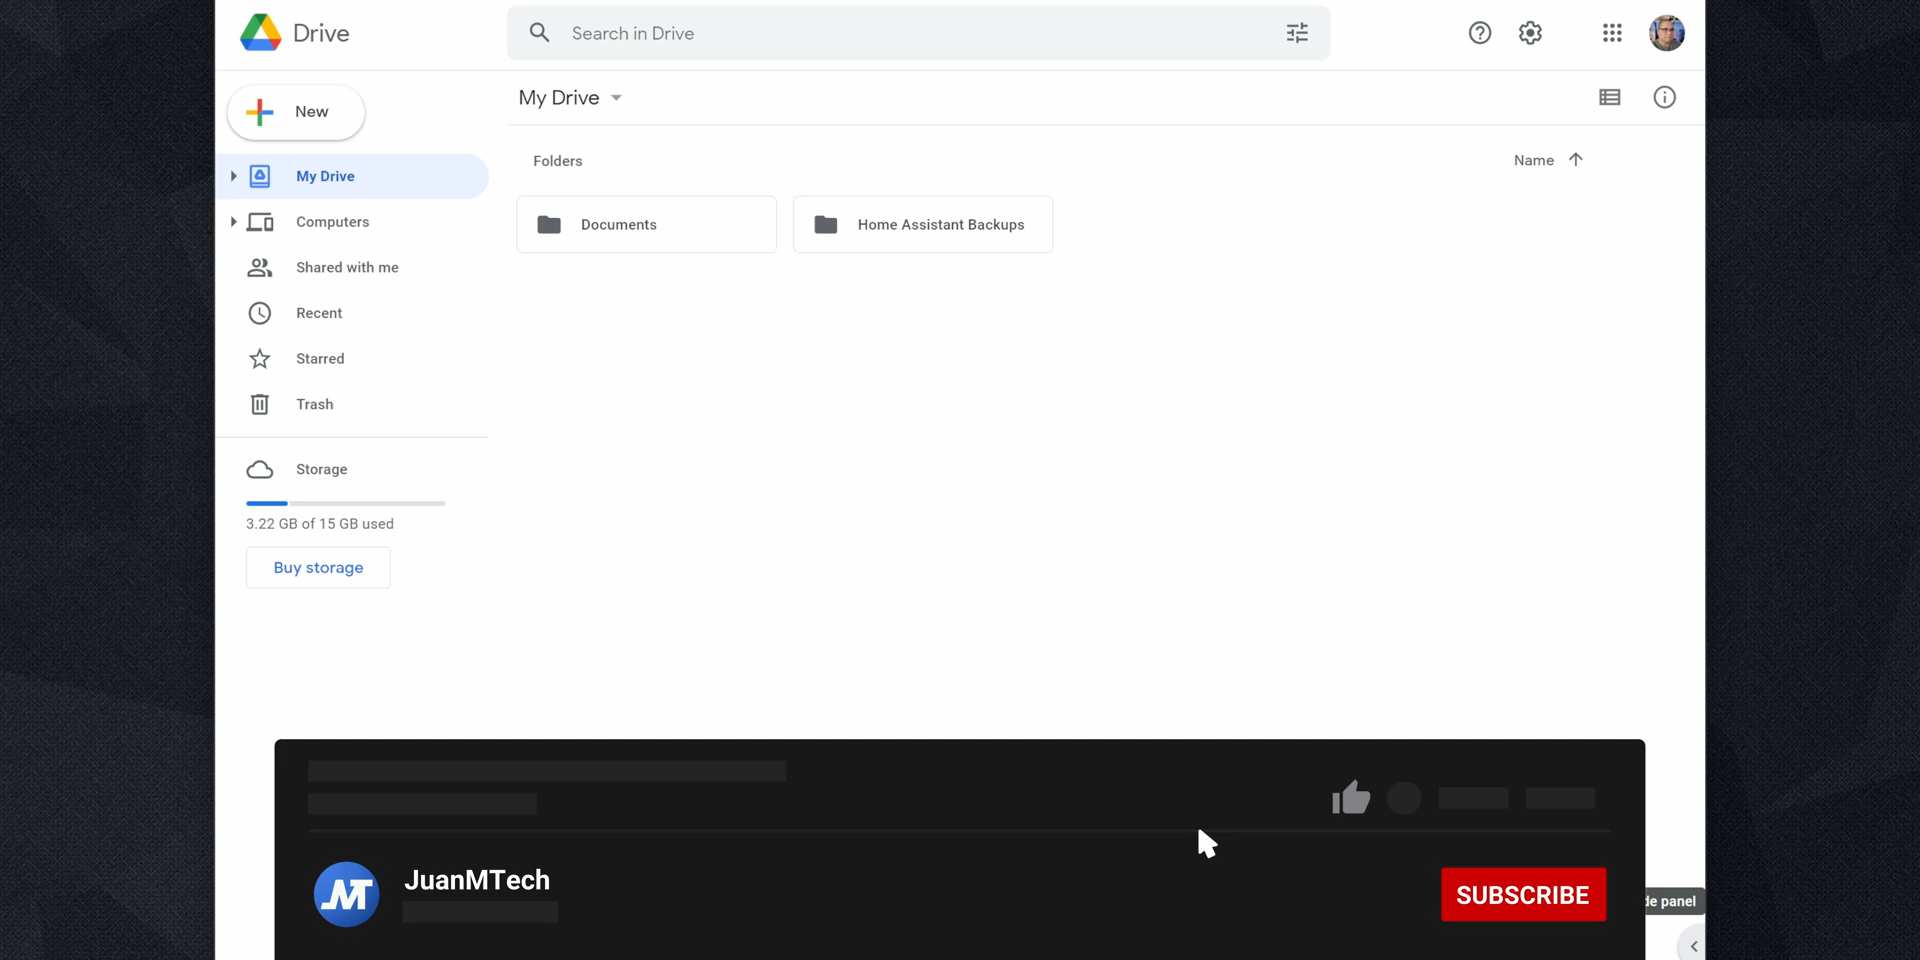 Drive
Search in Drive
New
My Drive
My Drive
Computers
Shared with me
Recent
Starred
Trash
Storage
3.22 GB of 15 GB used
Buy storage
Folders
Name
Documents
Home Assistant Backups
MT
JuanMTech
SUBSCRIBE
panel